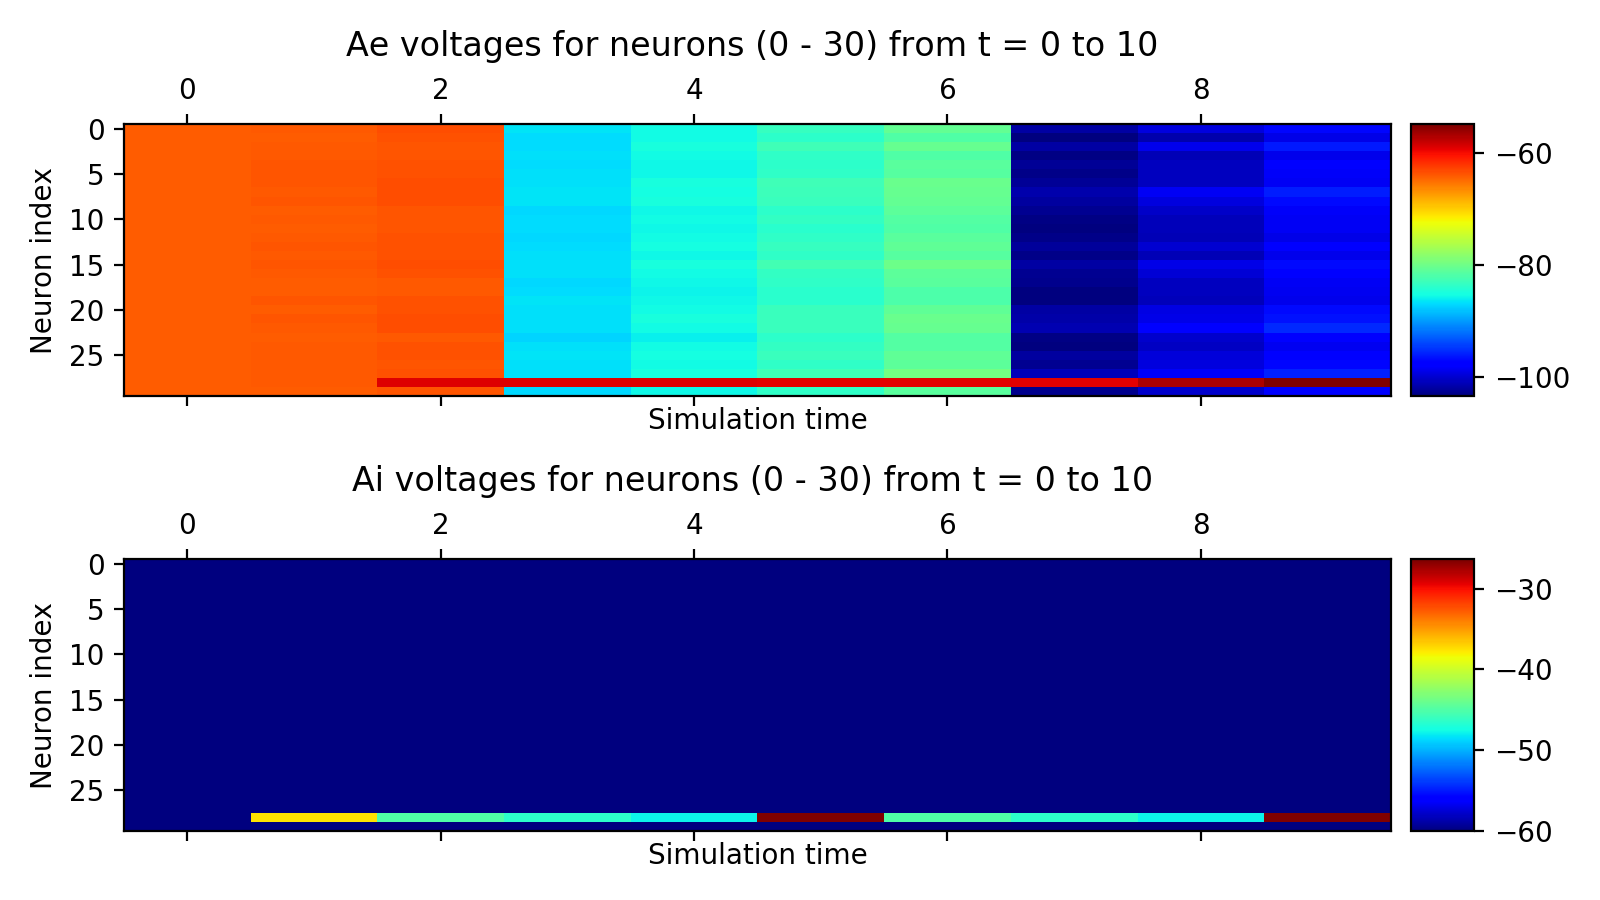 Ae voltages for neurons (0 - 30) from t = 0 to 10
0 2 4 6 8
Neuron index
0
5
10
15
20
25
−60
−80
−100
Simulation time
Ai voltages for neurons (0 - 30) from t = 0 to 10
0 2 4 6 8
Neuron index
0
5
10
15
20
25
−30
−40
−50
−60
Simulation time